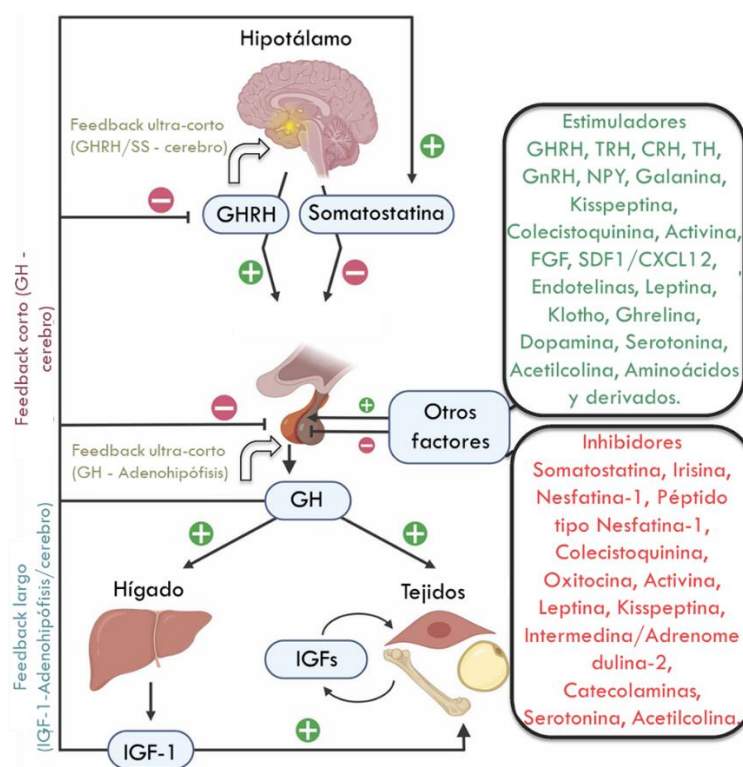 Hipotálamo
Feedback ultra-corto
(GHRH/SS - cerebro)
GHRH
Somatostatina
Feedback corto (GH -
cerebro)
Feedback ultra-corto
(GH - Adenohipófisis)
Otros
factores
GH
Hígado
Tejidos
IGFs
IGF-1
Feedback largo
(IGF-1-Adenohipófisis/cerebro)
Estimuladores
GHRH, TRH, CRH, TH,
GnRH, NPY, Galanina,
Kisspeptina,
Colecistoquinina, Activina,
FGF, SDF1/CXCL12,
Endotelinas, Leptina,
Klotho, Ghrelina,
Dopamina, Serotonina,
Acetilcolina, Aminoácidos
y derivados.
Inhibidores
Somatostatina, Irisina,
Nesfatina-1, Péptido
tipo Nesfatina-1,
Colecistoquinina,
Oxitocina, Activina,
Leptina, Kisspeptina,
Intermedina/Adrenome
dulina-2,
Catecolaminas,
Serotonina, Acetilcolina.